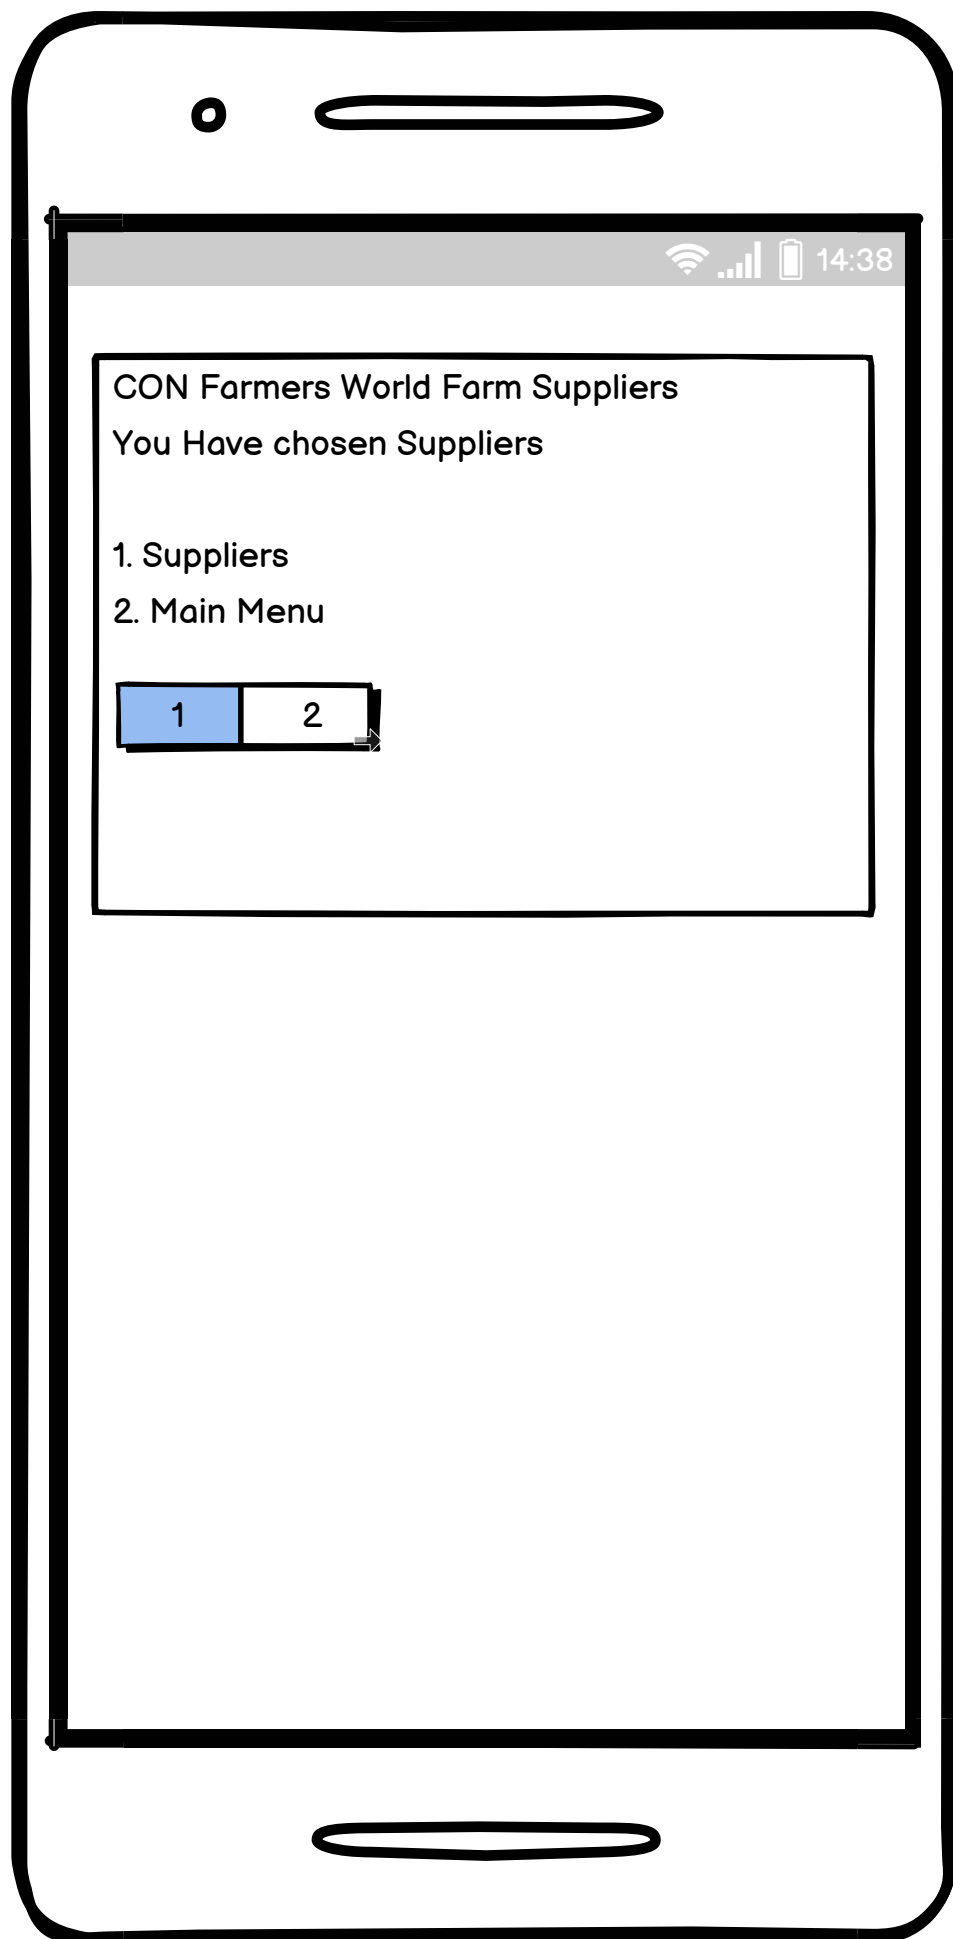 14:38
CON Farmers World Farm Suppliers
You Have chosen Suppliers
1. Suppliers
2. Main Menu
1 2